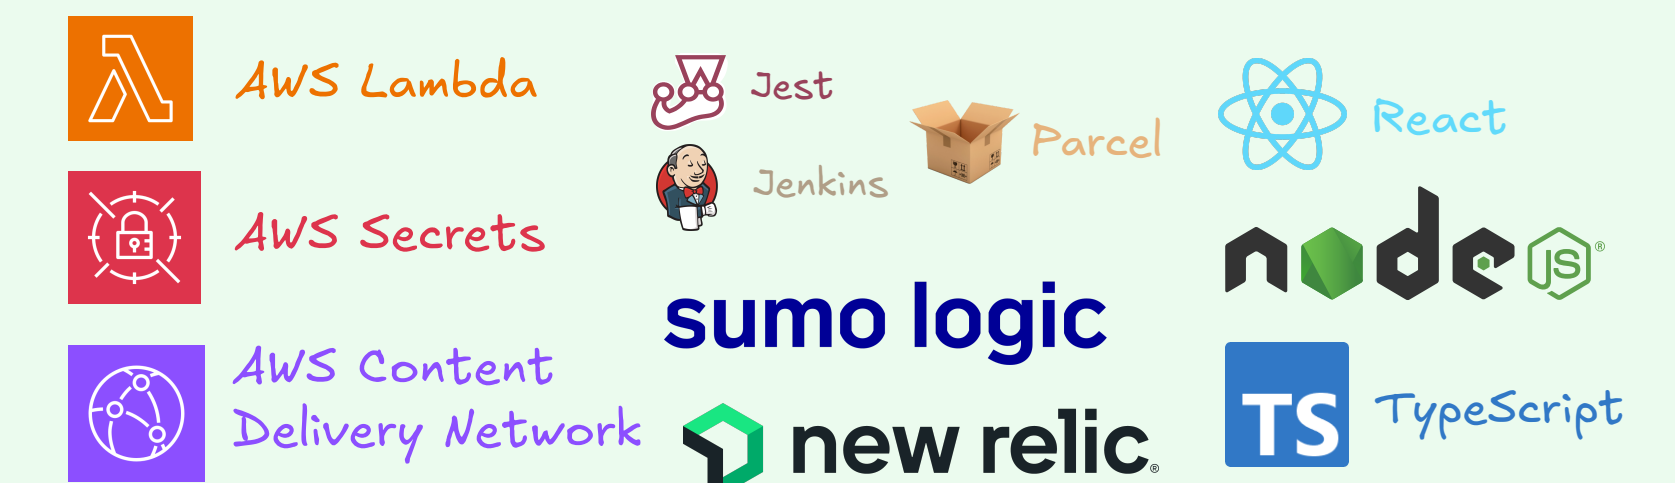 AWS Lambda
AWS Secrets
AWS Content
Delivery Network
Jest
Jenkins
Parcel
sumo logic
new relic®
React
node JS®
TS
TypeScript